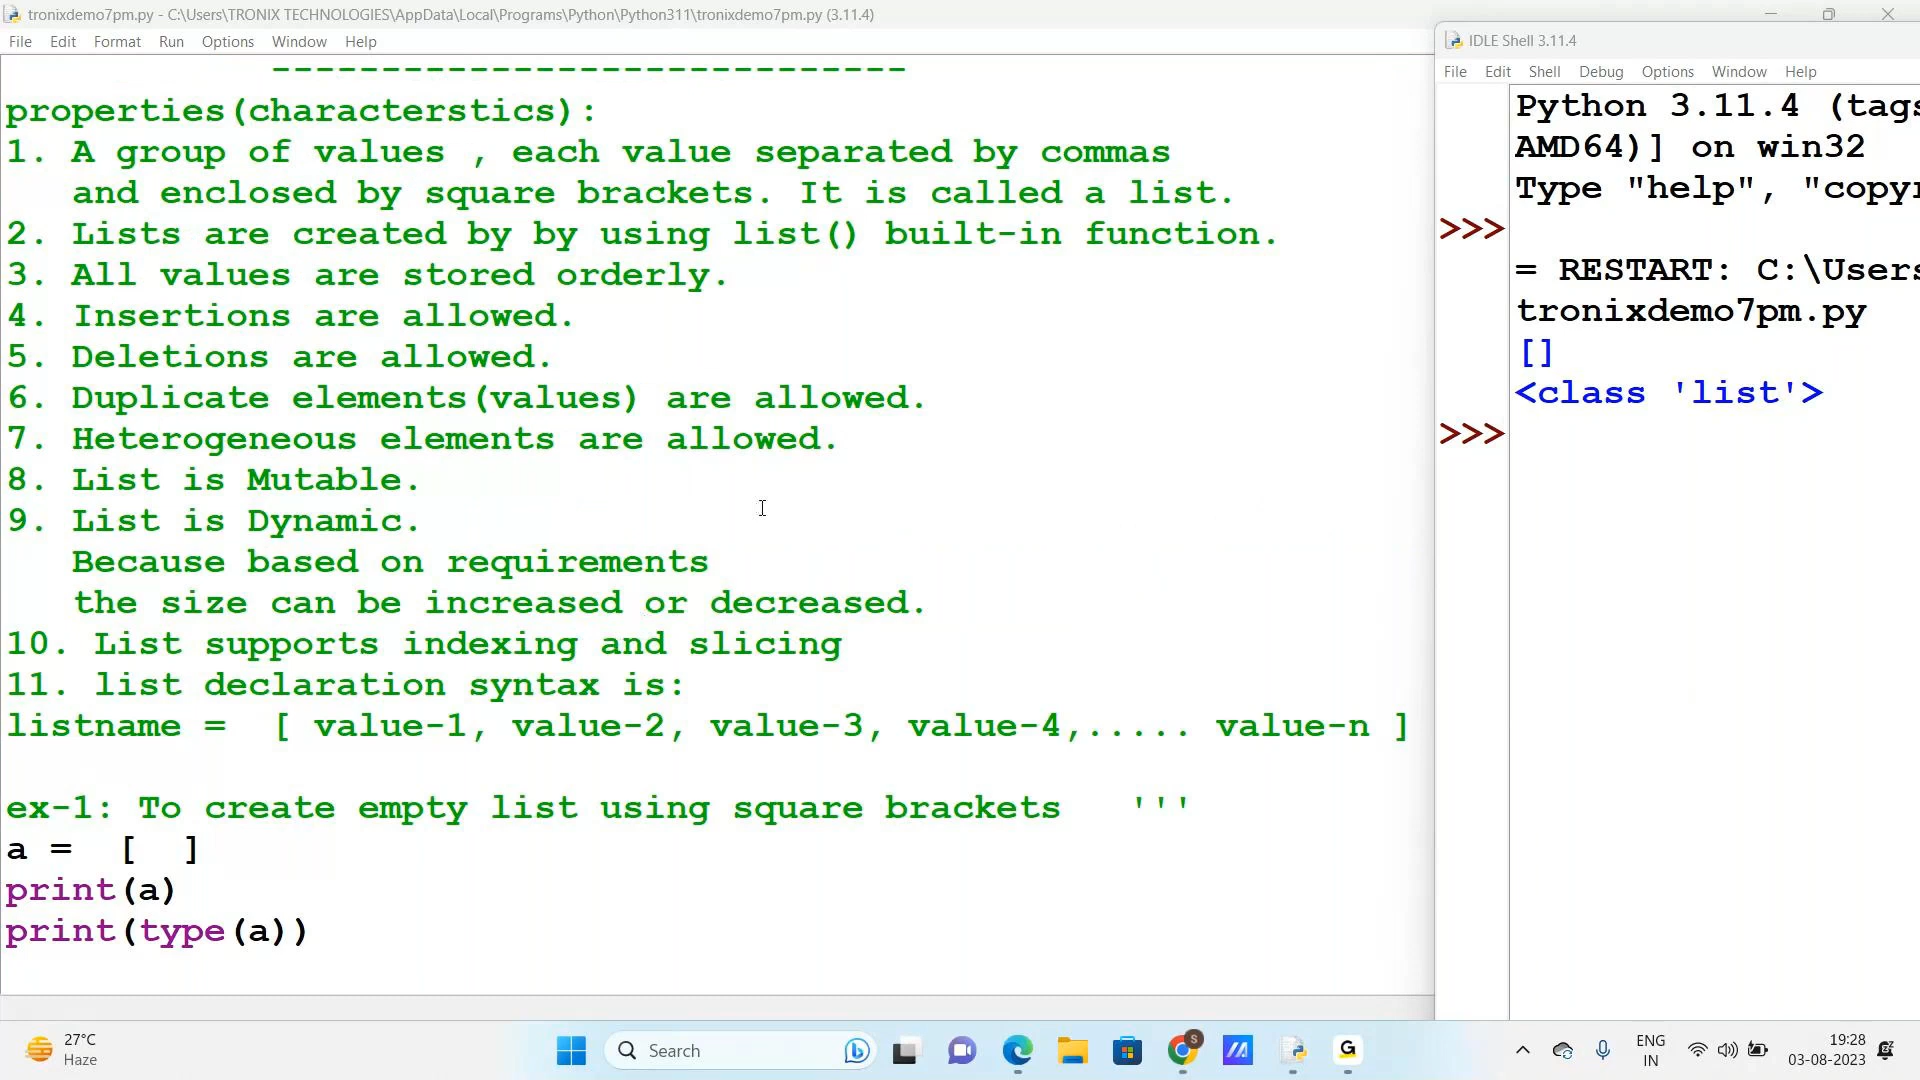 tronixdemo7pm.py - C:\Users\TRONIX TECHNOLOGIES\AppData\Local\Programs\Python\Python311\tronixdemo7pm.py (3.11.4)
File Edit Format Run Options Window Help
-----------------------------
properties(characterstics):
1. A group of values , each value separated by commas
and enclosed by square brackets. It is called a list.
2. Lists are created by by using list() built-in function.
3. All values are stored orderly.
4. Insertions are allowed.
5. Deletions are allowed.
6. Duplicate elements(values) are allowed.
7. Heterogeneous elements are allowed.
8. List is Mutable.
9. List is Dynamic.
Because based on requirements
the size can be increased or decreased.
10. List supports indexing and slicing
11. list declaration syntax is:
listname =  [ value-1, value-2, value-3, value-4,..... value-n ]
ex-1: To create empty list using square brackets   '''
a =  [  ]
print(a)
print(type(a))
IDLE Shell 3.11.4
File Edit Shell Debug Options Window Help
Python 3.11.4 (tags
AMD64)] on win32
Type "help", "copyr
>>>
= RESTART: C:\Users
tronixdemo7pm.py
[]
<class 'list'>
>>>
27°C
Haze
Search
S
G
ENG
IN
19:28
03-08-2023